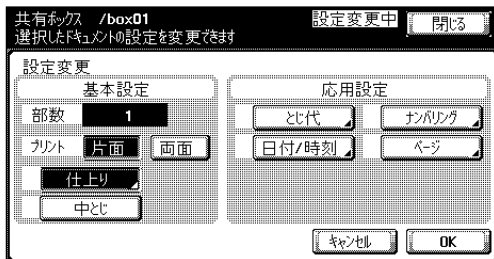 共有ボックス /box01 設定変更中 閉じる
選択したドキュメントの設定を変更できます
設定変更
基本設定 応用設定
部数 1 とじ代 ナンバリング
プリント 片面 両面 日付/時刻 ページ
仕上り
中とじ
キャンセル OK